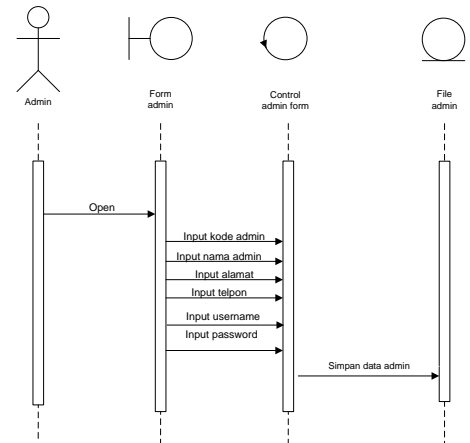 Admin
Form
admin
Control
admin form
File
admin
Open
Input kode admin
Input nama admin
Input alamat
Input telpon
Input username
Input password
Simpan data admin